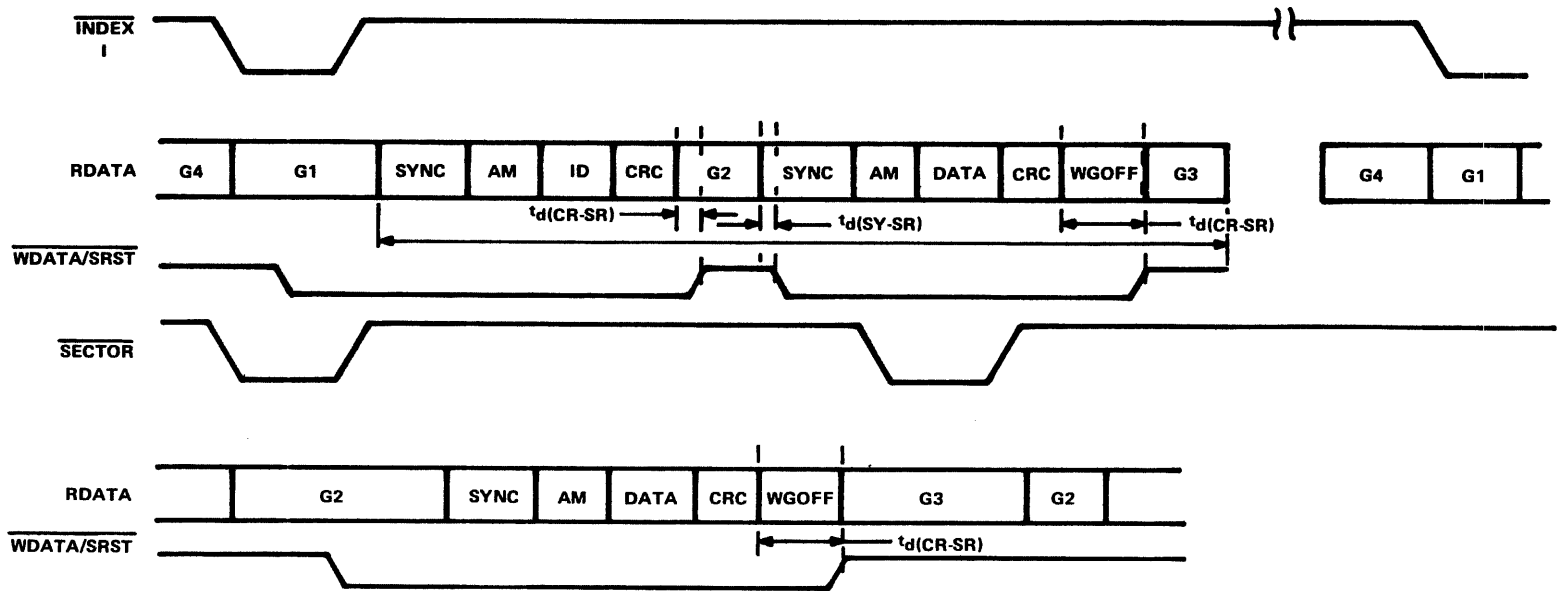 INDEX
I
RDATA G4 G1 SYNC AM ID CRC G2 SYNC AM DATA CRC WGOFF G3 G4 G1
td(CR-SR) td(SY-SR) td(CR-SR)
WDATA/SRST
SECTOR
RDATA G2 SYNC AM DATA CRC WGOFF G3 G2
WDATA/SRST td(CR-SR)